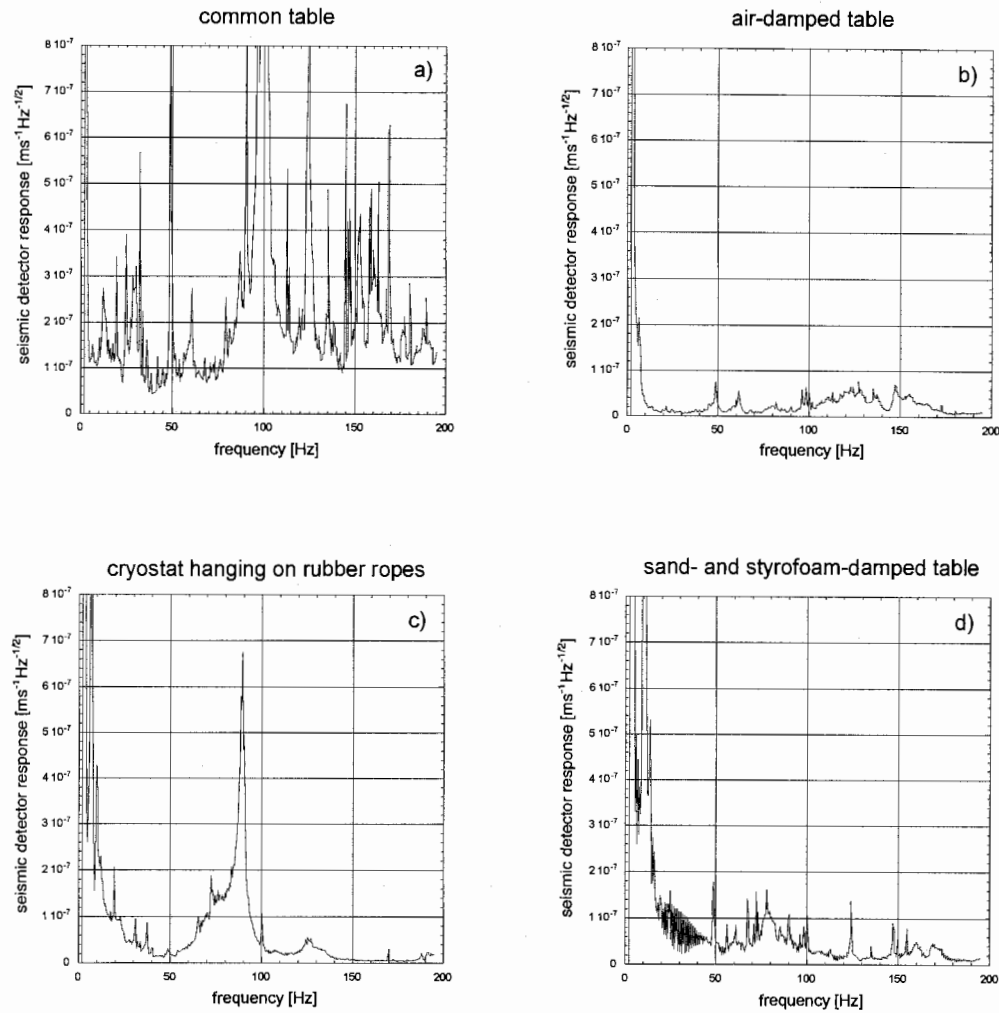 common table
a)
seismic detector response [ms⁻¹Hz⁻¹/²]
8 10⁻⁷
7 10⁻⁷
6 10⁻⁷
5 10⁻⁷
4 10⁻⁷
3 10⁻⁷
2 10⁻⁷
1 10⁻⁷
0
0 50 100 150 200
frequency [Hz]
air-damped table
b)
seismic detector response [ms⁻¹Hz⁻¹/²]
8 10⁻⁷
7 10⁻⁷
6 10⁻⁷
5 10⁻⁷
4 10⁻⁷
3 10⁻⁷
2 10⁻⁷
1 10⁻⁷
0
0 50 100 150 200
frequency [Hz]
cryostat hanging on rubber ropes
c)
seismic detector response [ms⁻¹Hz⁻¹/²]
8 10⁻⁷
7 10⁻⁷
6 10⁻⁷
5 10⁻⁷
4 10⁻⁷
3 10⁻⁷
2 10⁻⁷
1 10⁻⁷
0
0 50 100 150 200
frequency [Hz]
sand- and styrofoam-damped table
d)
seismic detector response [ms⁻¹Hz⁻¹/²]
8 10⁻⁷
7 10⁻⁷
6 10⁻⁷
5 10⁻⁷
4 10⁻⁷
3 10⁻⁷
2 10⁻⁷
1 10⁻⁷
0
0 50 100 150 200
frequency [Hz]